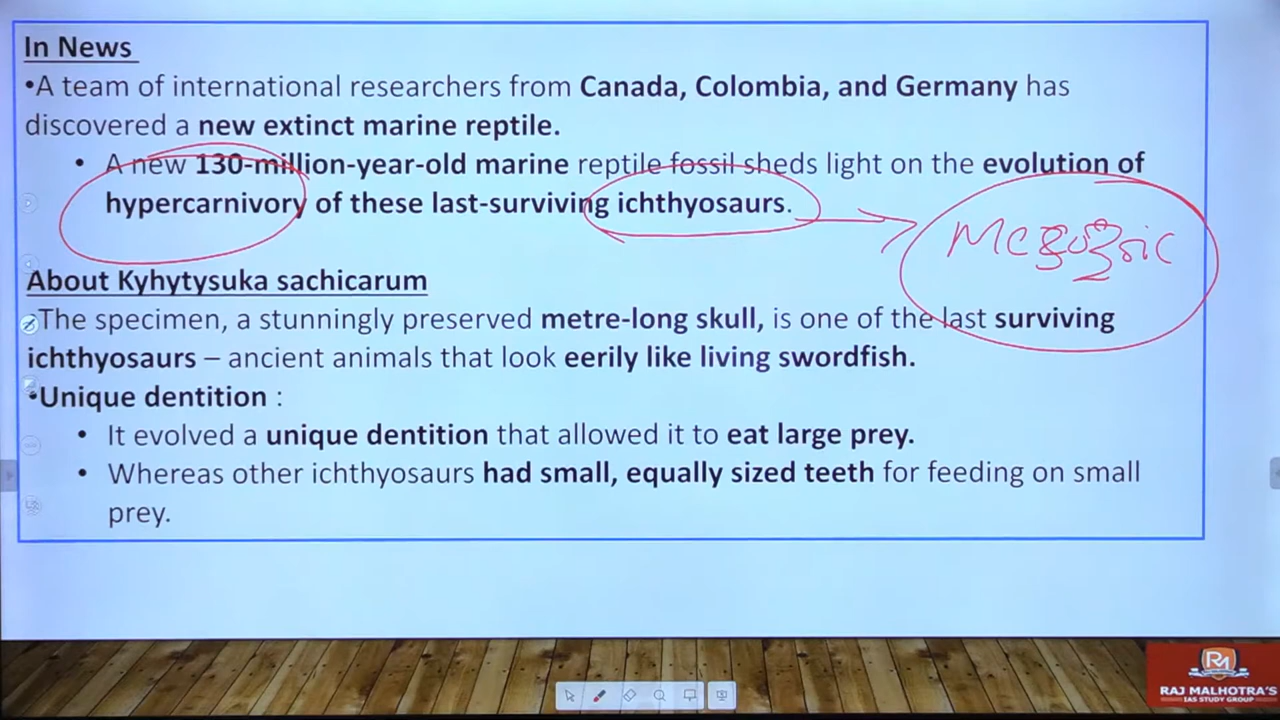 In News
•A team of international researchers from Canada, Colombia, and Germany has
discovered a new extinct marine reptile.
• A new 130-million-year-old marine reptile fossil sheds light on the evolution of
hypercarnivory of these last-surviving ichthyosaurs.
About Kyhytysuka sachicarum
•The specimen, a stunningly preserved metre-long skull, is one of the last surviving
ichthyosaurs – ancient animals that look eerily like living swordfish.
•Unique dentition :
• It evolved a unique dentition that allowed it to eat large prey.
• Whereas other ichthyosaurs had small, equally sized teeth for feeding on small
prey.
RM
RAJ MALHOTRA'S
IAS STUDY GROUP